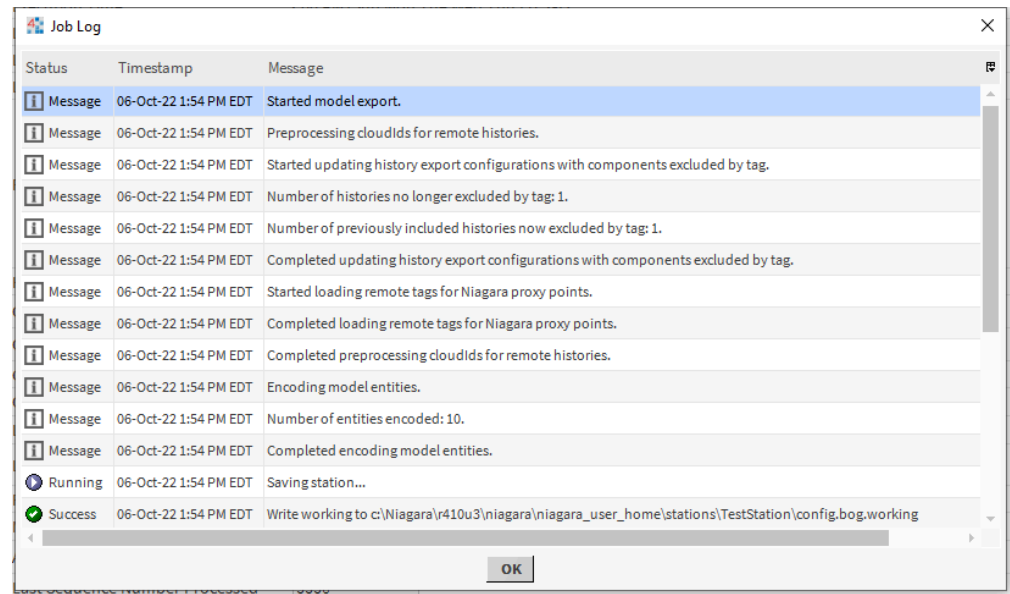 Job Log
Status Timestamp Message
Message 06-Oct-22 1:54 PM EDT Started model export.
Message 06-Oct-22 1:54 PM EDT Preprocessing cloudIds for remote histories.
Message 06-Oct-22 1:54 PM EDT Started updating history export configurations with components excluded by tag.
Message 06-Oct-22 1:54 PM EDT Number of histories no longer excluded by tag: 1.
Message 06-Oct-22 1:54 PM EDT Number of previously included histories now excluded by tag: 1.
Message 06-Oct-22 1:54 PM EDT Completed updating history export configurations with components excluded by tag.
Message 06-Oct-22 1:54 PM EDT Started loading remote tags for Niagara proxy points.
Message 06-Oct-22 1:54 PM EDT Completed loading remote tags for Niagara proxy points.
Message 06-Oct-22 1:54 PM EDT Completed preprocessing cloudIds for remote histories.
Message 06-Oct-22 1:54 PM EDT Encoding model entities.
Message 06-Oct-22 1:54 PM EDT Number of entities encoded: 10.
Message 06-Oct-22 1:54 PM EDT Completed encoding model entities.
Running 06-Oct-22 1:54 PM EDT Saving station...
Success 06-Oct-22 1:54 PM EDT Write working to c:\Niagara\r410u3\niagara\niagara_user_home\stations\TestStation\config.bog.working
OK
Last Sequence Number Processed